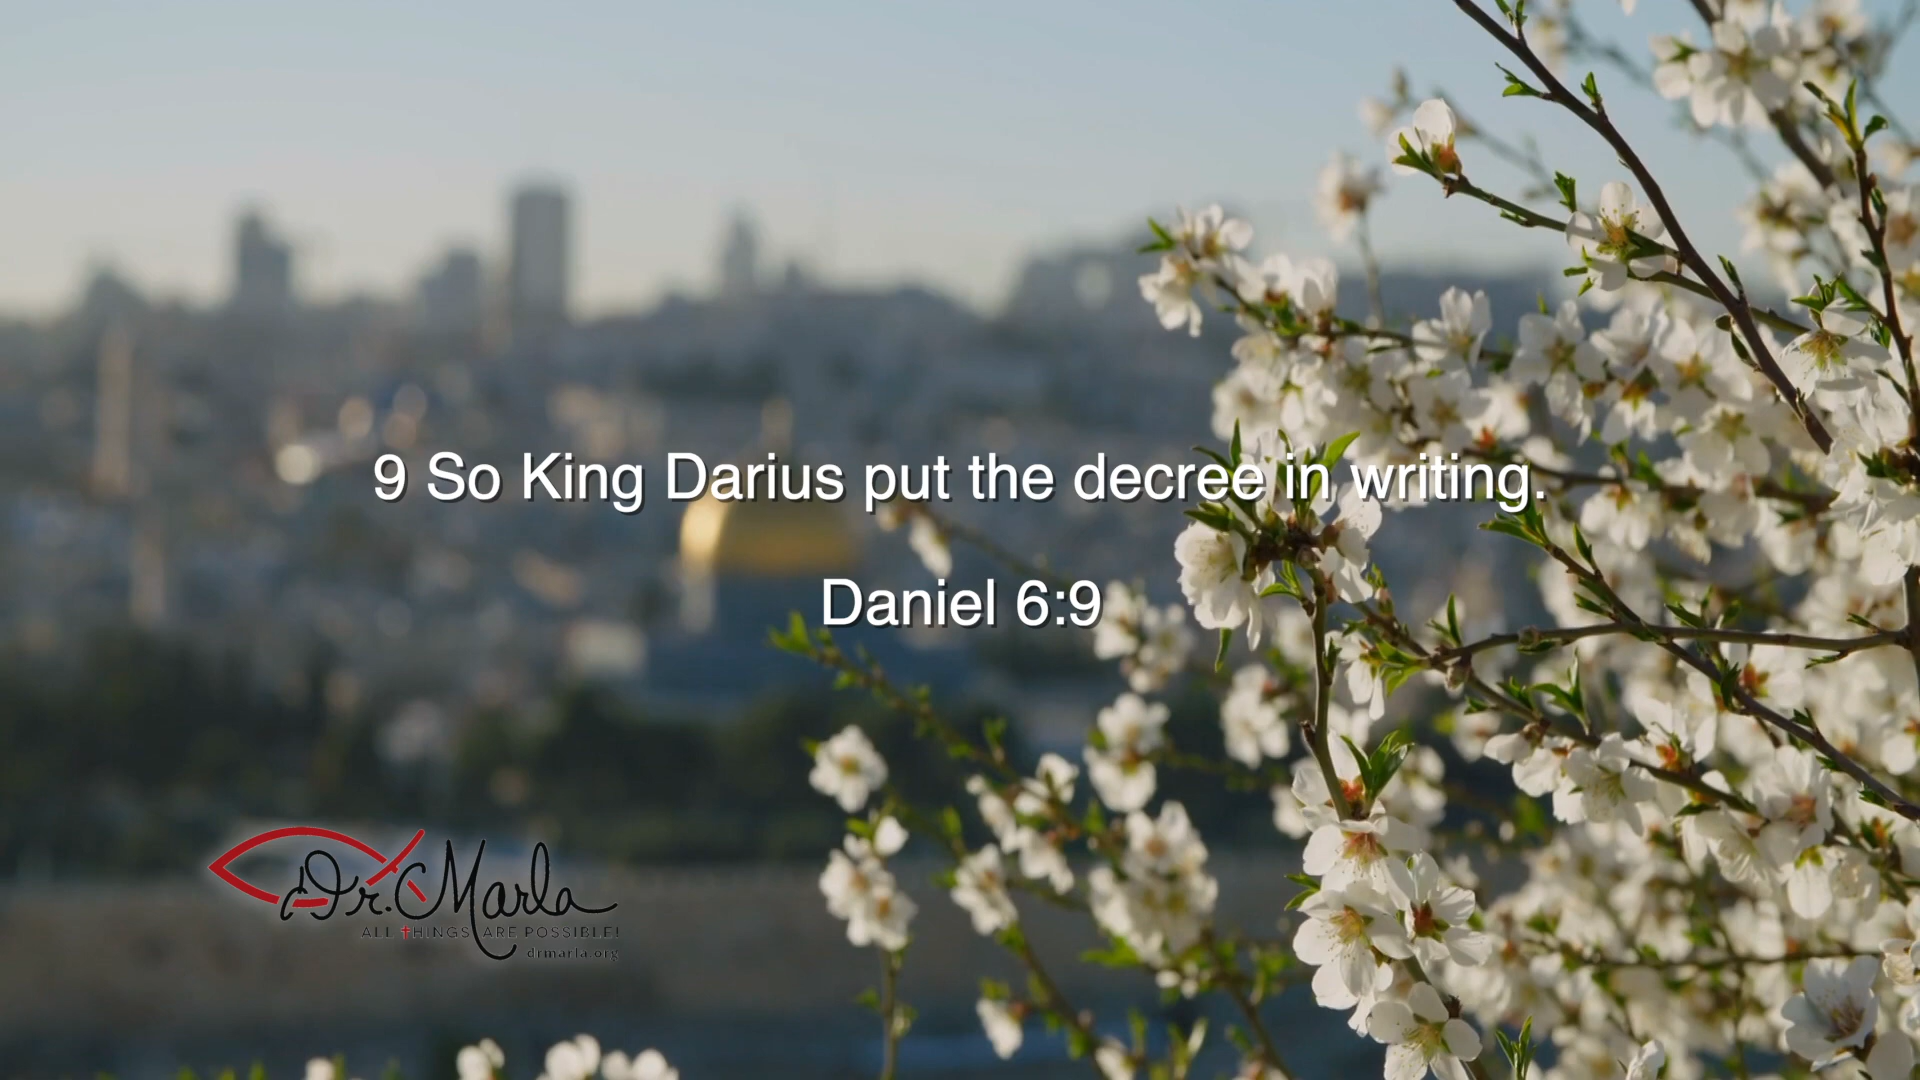 9 So King Darius put the decree in writing.
Daniel 6:9
Dr. Marla
ALL THINGS ARE POSSIBLE!
drmarla.org